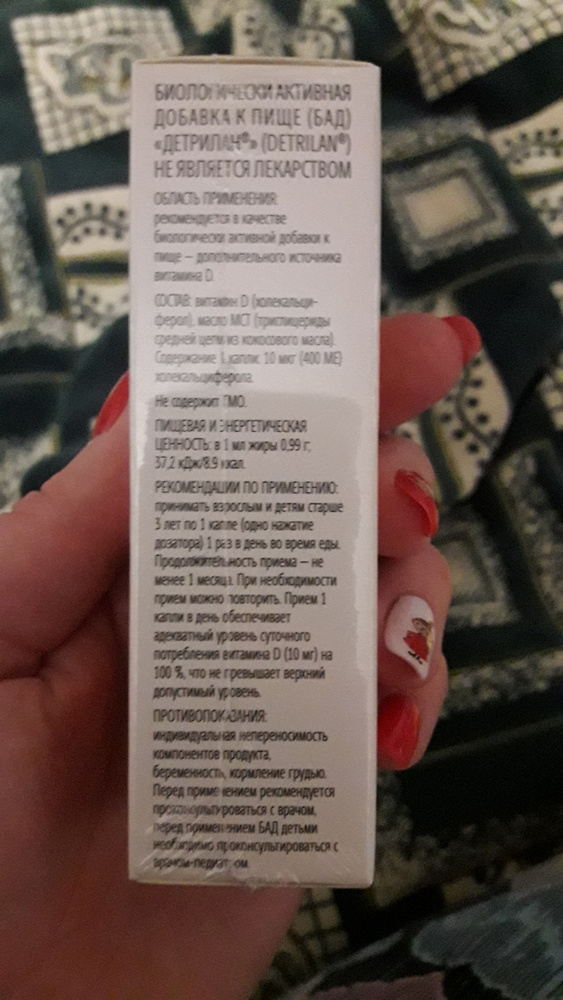 БИОЛОГИЧЕСКИ АКТИВНАЯ
ДОБАВКА К ПИЩЕ (БАД)
«ДЕТРИЛАН®» (DETRILAN®)
НЕ ЯВЛЯЕТСЯ ЛЕКАРСТВОМ
ОБЛАСТЬ ПРИМЕНЕНИЯ:
рекомендуется в качестве
биологически активной добавки к
пище – дополнительного источника
витамина D.
СОСТАВ: витамин D (холекальци-
ферол), масло МСТ (триглицериды
средней цепи из кокосового масла).
Содержание 1 капли: 10 мкг (400 МЕ)
холекальциферола.
Не содержит ГМО.
ПИЩЕВАЯ И ЭНЕРГЕТИЧЕСКАЯ
ЦЕННОСТЬ: в 1 мл жиры 0,99 г;
37,2 кДж/8,9 ккал.
РЕКОМЕНДАЦИИ ПО ПРИМЕНЕНИЮ:
принимать взрослым и детям старше
3 лет по 1 капле (одно нажатие
дозатора) 1 раз в день во время еды.
Продолжительность приема – не
менее 1 месяца. При необходимости
прием можно повторить. Прием 1
капли в день обеспечивает
адекватный уровень суточного
потребления витамина D (10 мг) на
100 %, что не превышает верхний
допустимый уровень.
ПРОТИВОПОКАЗАНИЯ:
индивидуальная непереносимость
компонентов продукта,
беременность, кормление грудью.
Перед применением рекомендуется
проконсультироваться с врачом,
перед применением БАД детьми
необходимо проконсультироваться с
врачом-педиатром.